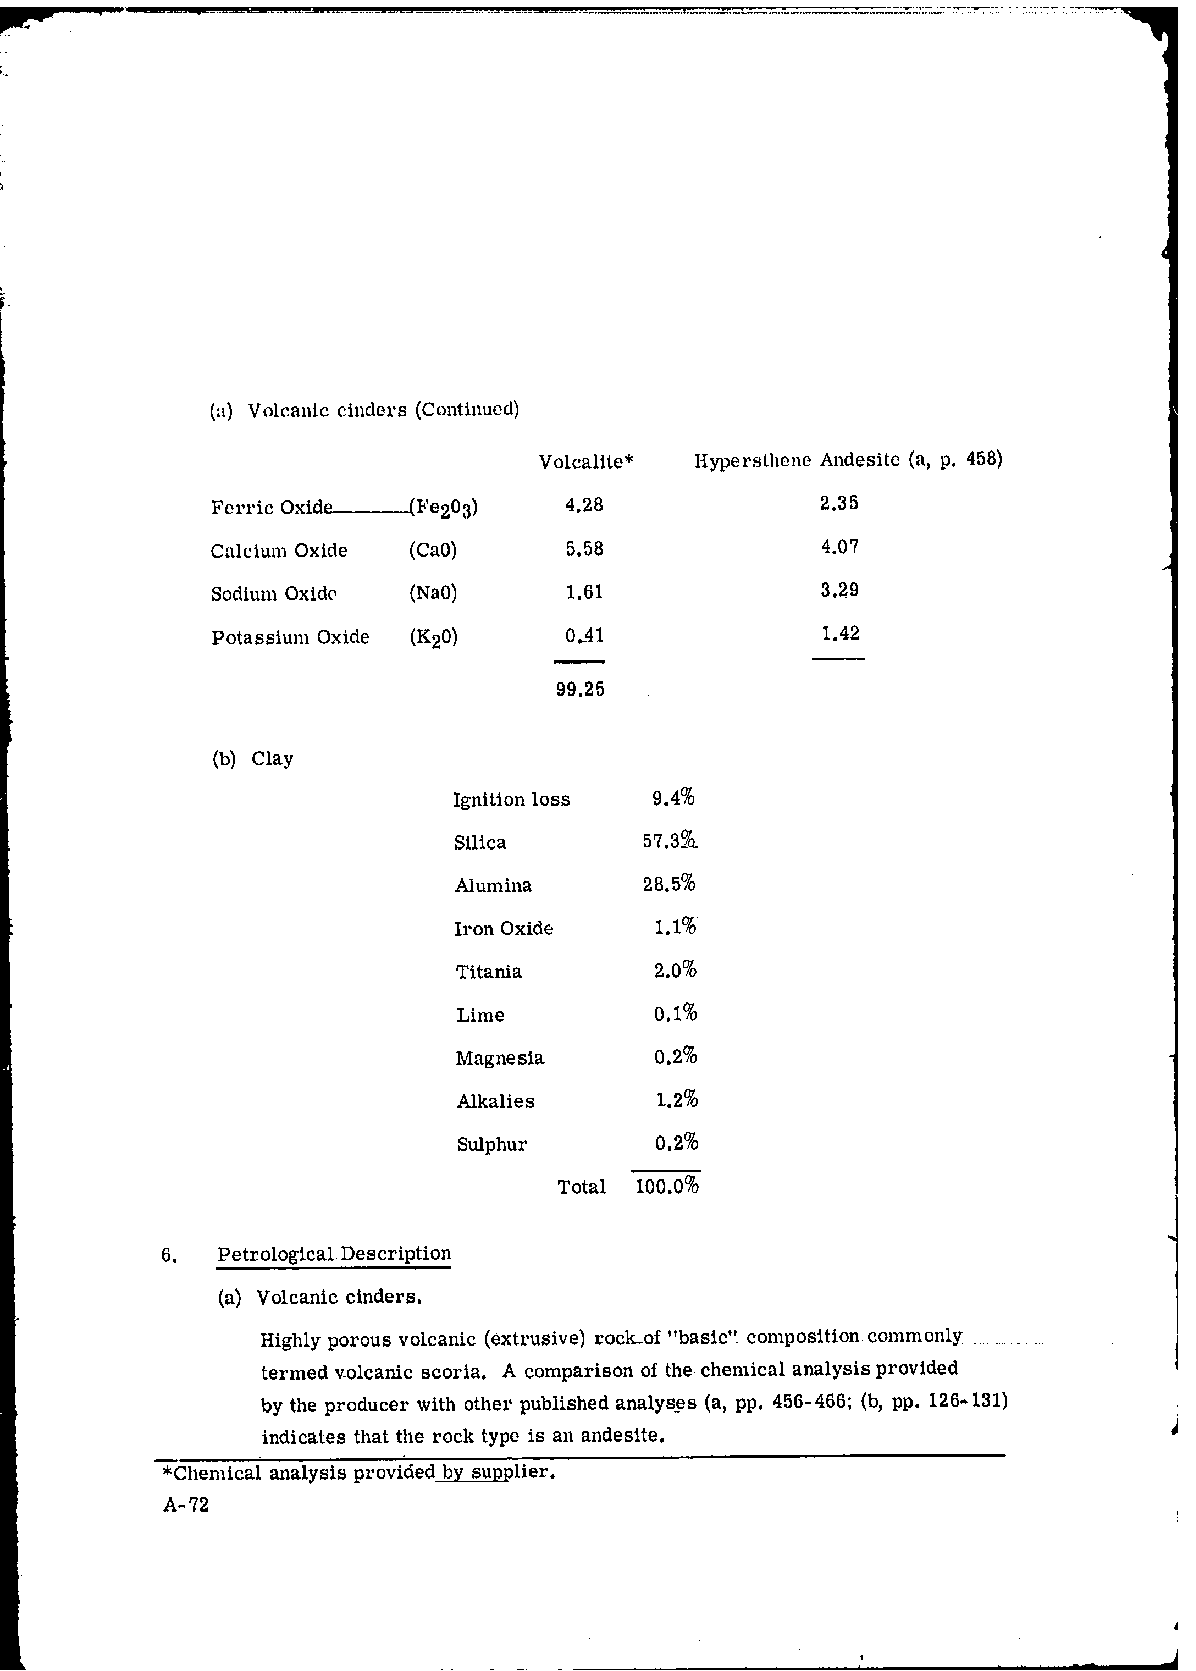 (a) Volcanic cinders (Continued)
Volcalite* Hypersthene Andesite (a, p. 458)
Ferric Oxide (Fe2O3) 4.28 2.35
Calcium Oxide (CaO) 5.58 4.07
Sodium Oxide (NaO) 1.61 3.29
Potassium Oxide (K2O) 0.41 1.42
99.25
(b) Clay
Ignition loss 9.4%
Silica 57.3%
Alumina 28.5%
Iron Oxide 1.1%
Titania 2.0%
Lime 0.1%
Magnesia 0.2%
Alkalies 1.2%
Sulphur 0.2%
Total 100.0%
6. Petrological Description
(a) Volcanic cinders.
Highly porous volcanic (extrusive) rock of "basic" composition commonly
termed volcanic scoria. A comparison of the chemical analysis provided
by the producer with other published analyses (a, pp. 456-466; (b, pp. 126-131)
indicates that the rock type is an andesite.
*Chemical analysis provided by supplier.
A-72